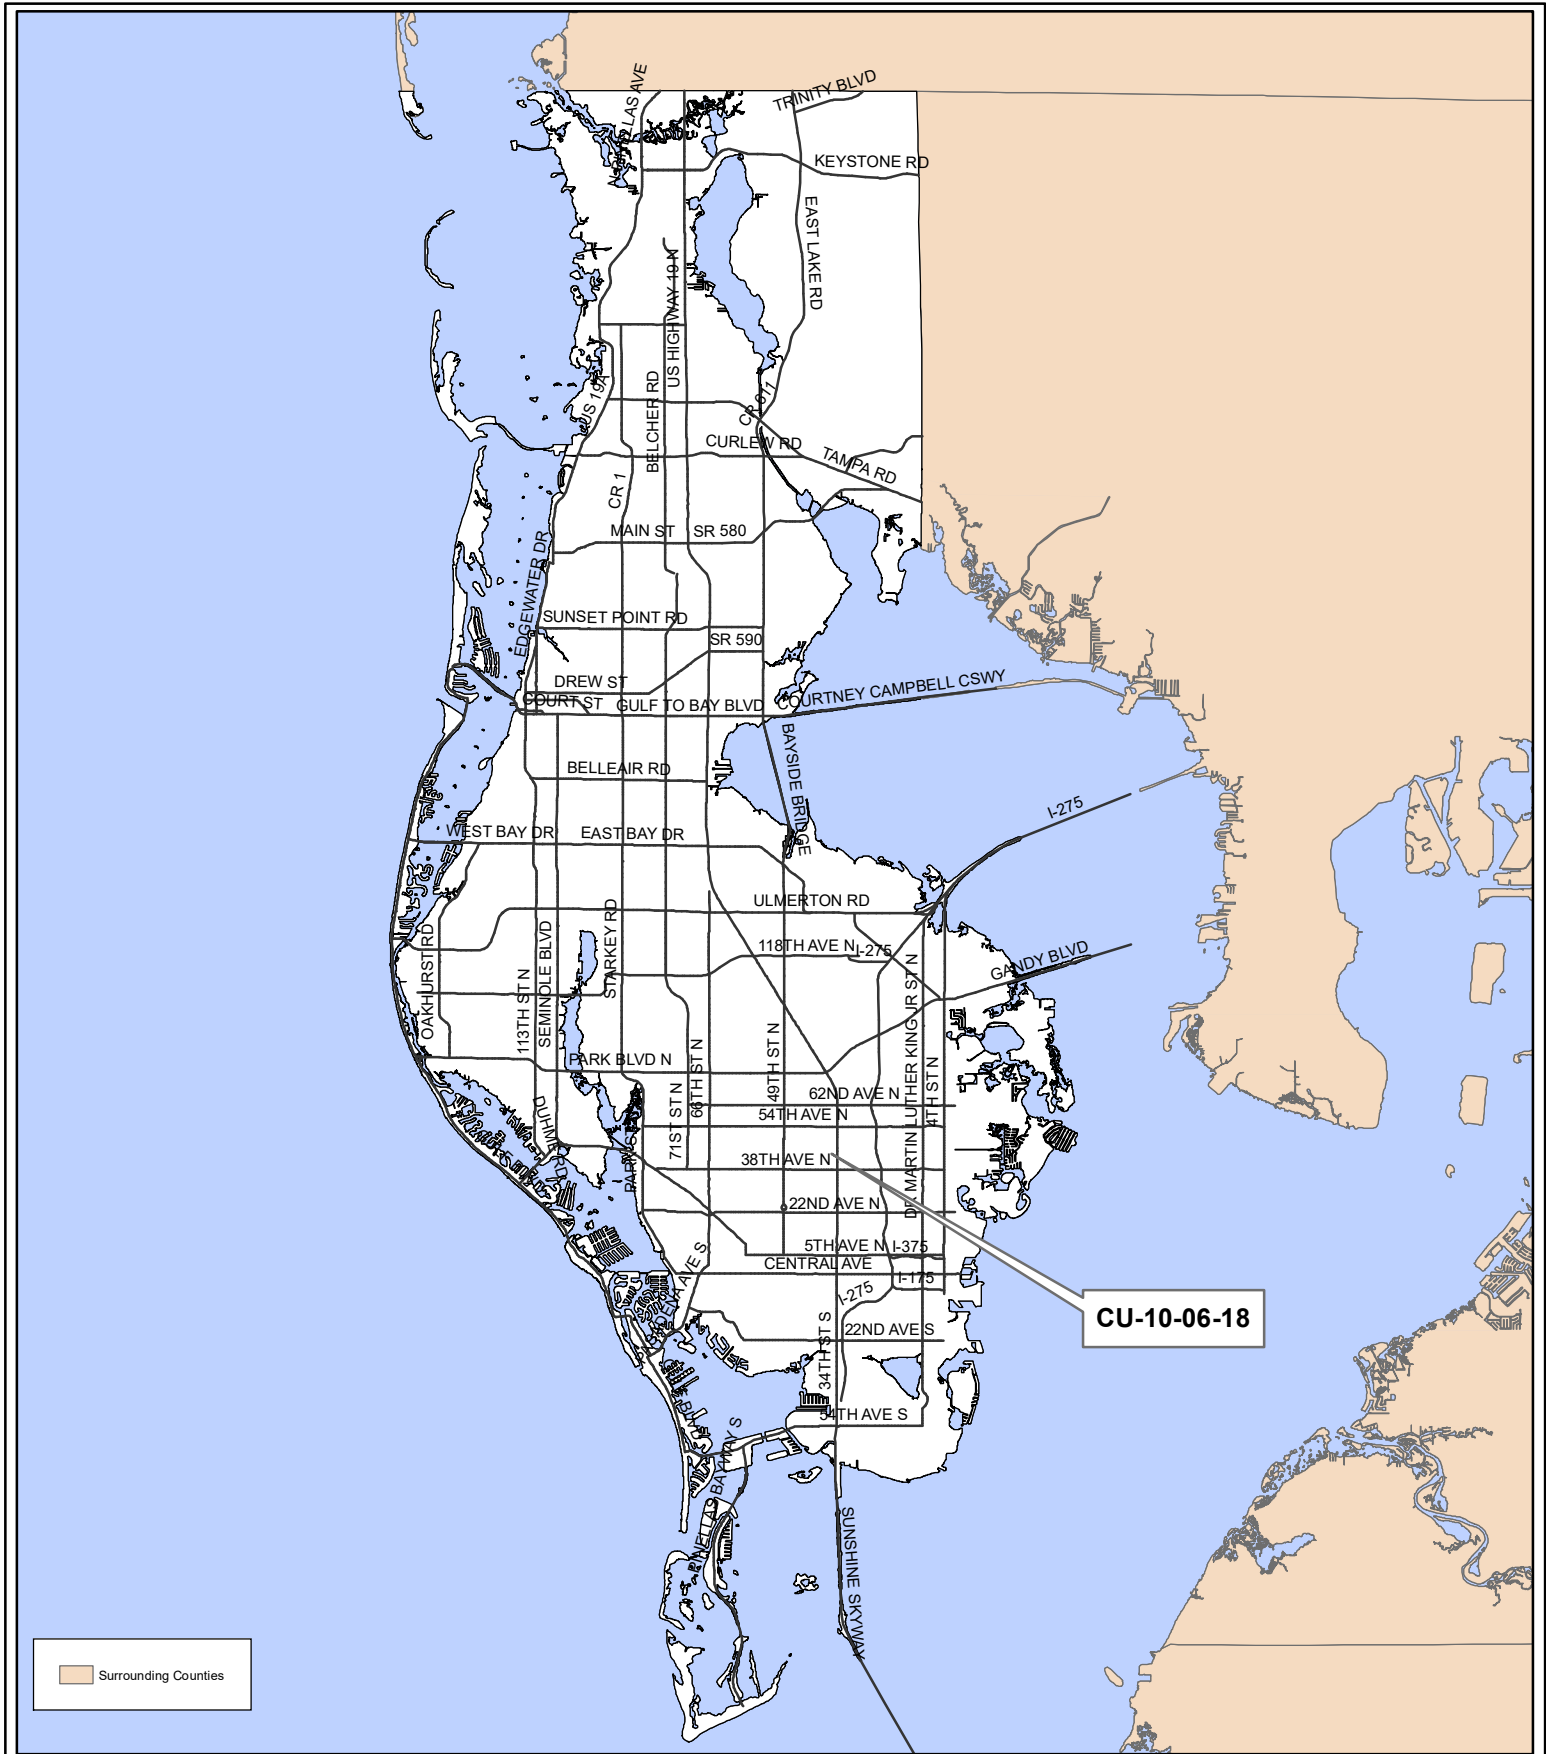 TRINITY BLVD
KEYSTONE RD
EAST LAKE RD
US HIGHWAY 19 N
US 19A
BELCHER RD
CR 611
CURLEW RD
TAMPA RD
CR 1
MAIN ST
SR 580
EDGEWATER DR
SUNSET POINT RD
SR 590
DREW ST
COURT ST
GULF TO BAY BLVD
COURTNEY CAMPBELL CSWY
BAYSIDE BRIDGE
BELLEAIR RD
I-275
WEST BAY DR
EAST BAY DR
ULMERTON RD
OAKHURST RD
113TH ST N
SEMINOLE BLVD
STARKEY RD
118TH AVE N
I-275
GANDY BLVD
PARK BLVD N
66TH ST N
71ST ST N
49TH ST N
DR MARTIN LUTHER KING JR ST N
4TH ST N
62ND AVE N
54TH AVE N
DUHME RD
PARK ST
38TH AVE N
22ND AVE N
5TH AVE N
I-375
CENTRAL AVE
I-175
PASADENA AVE S
I-275
CU-10-06-18
34TH ST S
22ND AVE S
54TH AVE S
PINELLAS BAYWAY S
SUNSHINE SKYWAY
Surrounding Counties